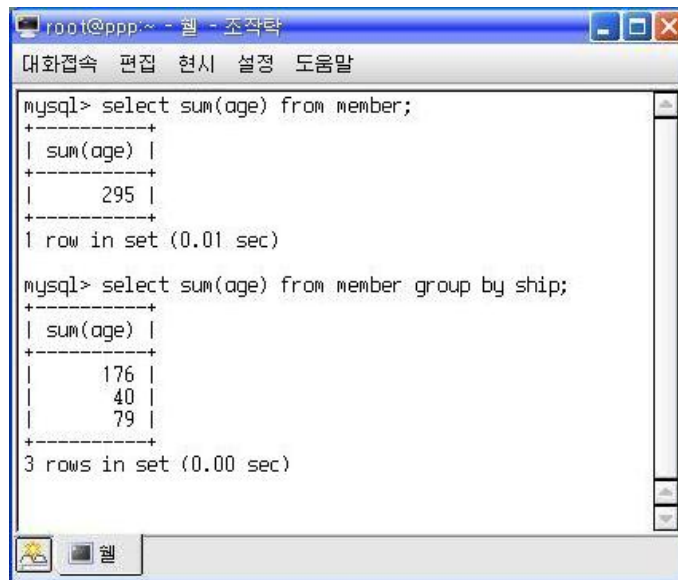 root@ppp:~ - 웰 - 조작탁
대화접속 편집 현시 설정 도움말
mysql> select sum(age) from member;
+----------+
| sum(age) |
+----------+
| 295 |
+----------+
1 row in set (0.01 sec)
mysql> select sum(age) from member group by ship;
+----------+
| sum(age) |
+----------+
| 176 |
| 40 |
| 79 |
+----------+
3 rows in set (0.00 sec)
웰